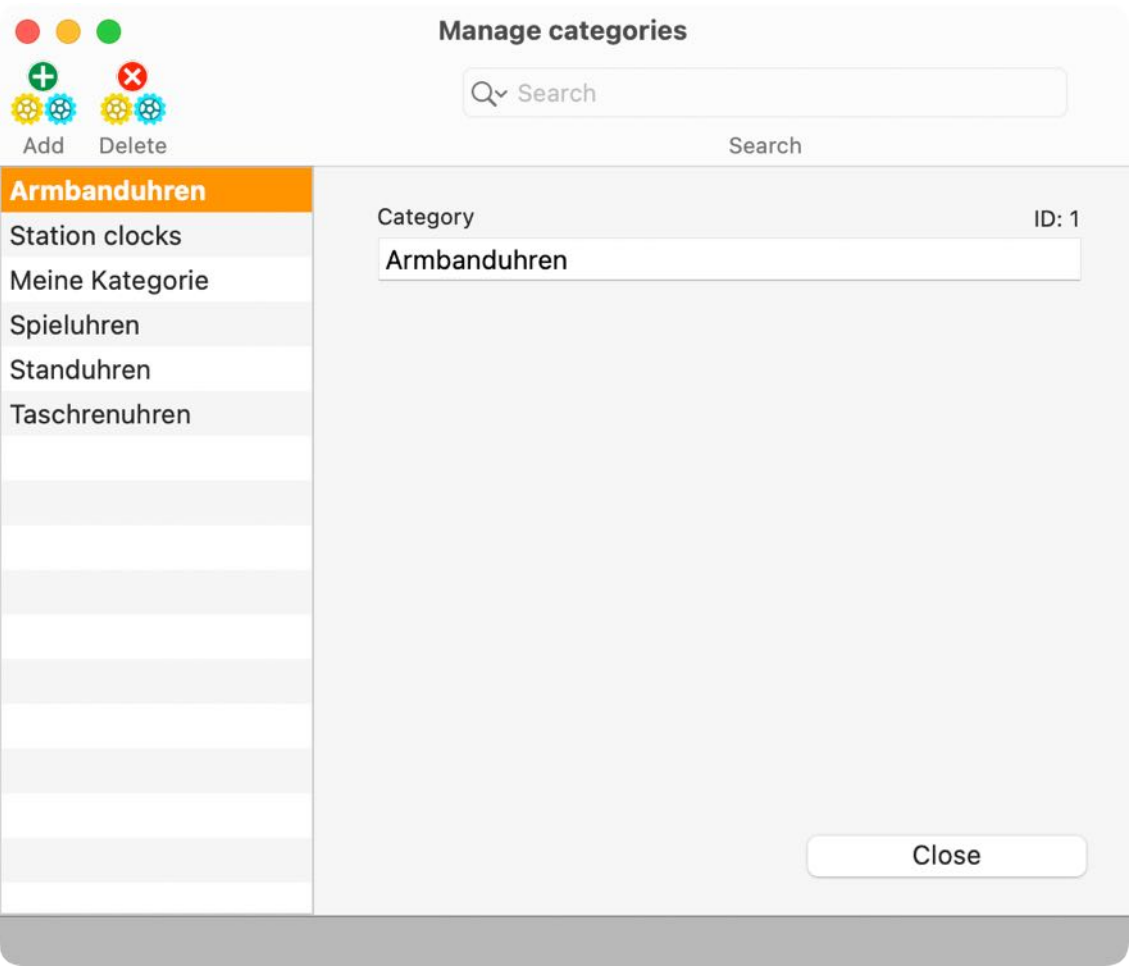 Manage categories
Search
Add Delete Search
Armbanduhren
Station clocks
Meine Kategorie
Spieluhren
Standuhren
Taschrenuhren
Category ID: 1
Armbanduhren
Close